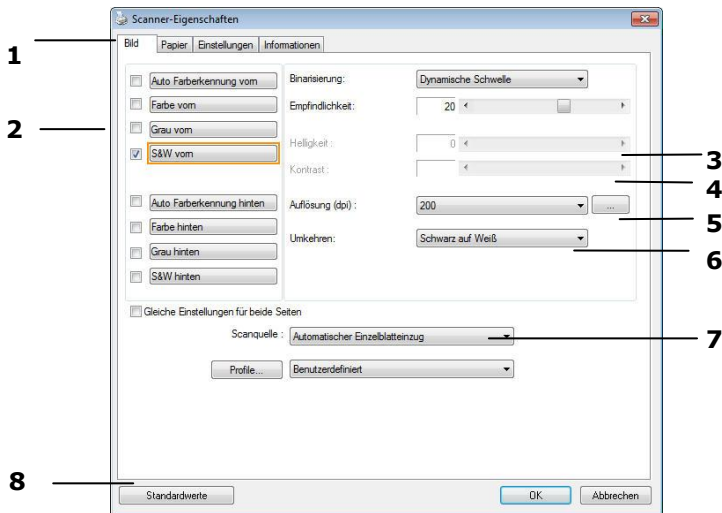 Scanner-Eigenschaften
1
Bild Papier Einstellungen Informationen
Auto Farberkennung vorn Binarisierung: Dynamische Schwelle
Farbe vorn Empfindlichkeit: 20
2 Grau vorn
S&W vorn Helligkeit : 0 3
Kontrast : 4
Auto Farberkennung hinten Auflösung (dpi) : 200 ... 5
Farbe hinten Umkehren: Schwarz auf Weiß 6
Grau hinten
S&W hinten
Gleiche Einstellungen für beide Seiten
Scanquelle : Automatischer Einzelblatteinzug 7
Profile... Benutzerdefiniert
8
Standardwerte OK Abbrechen